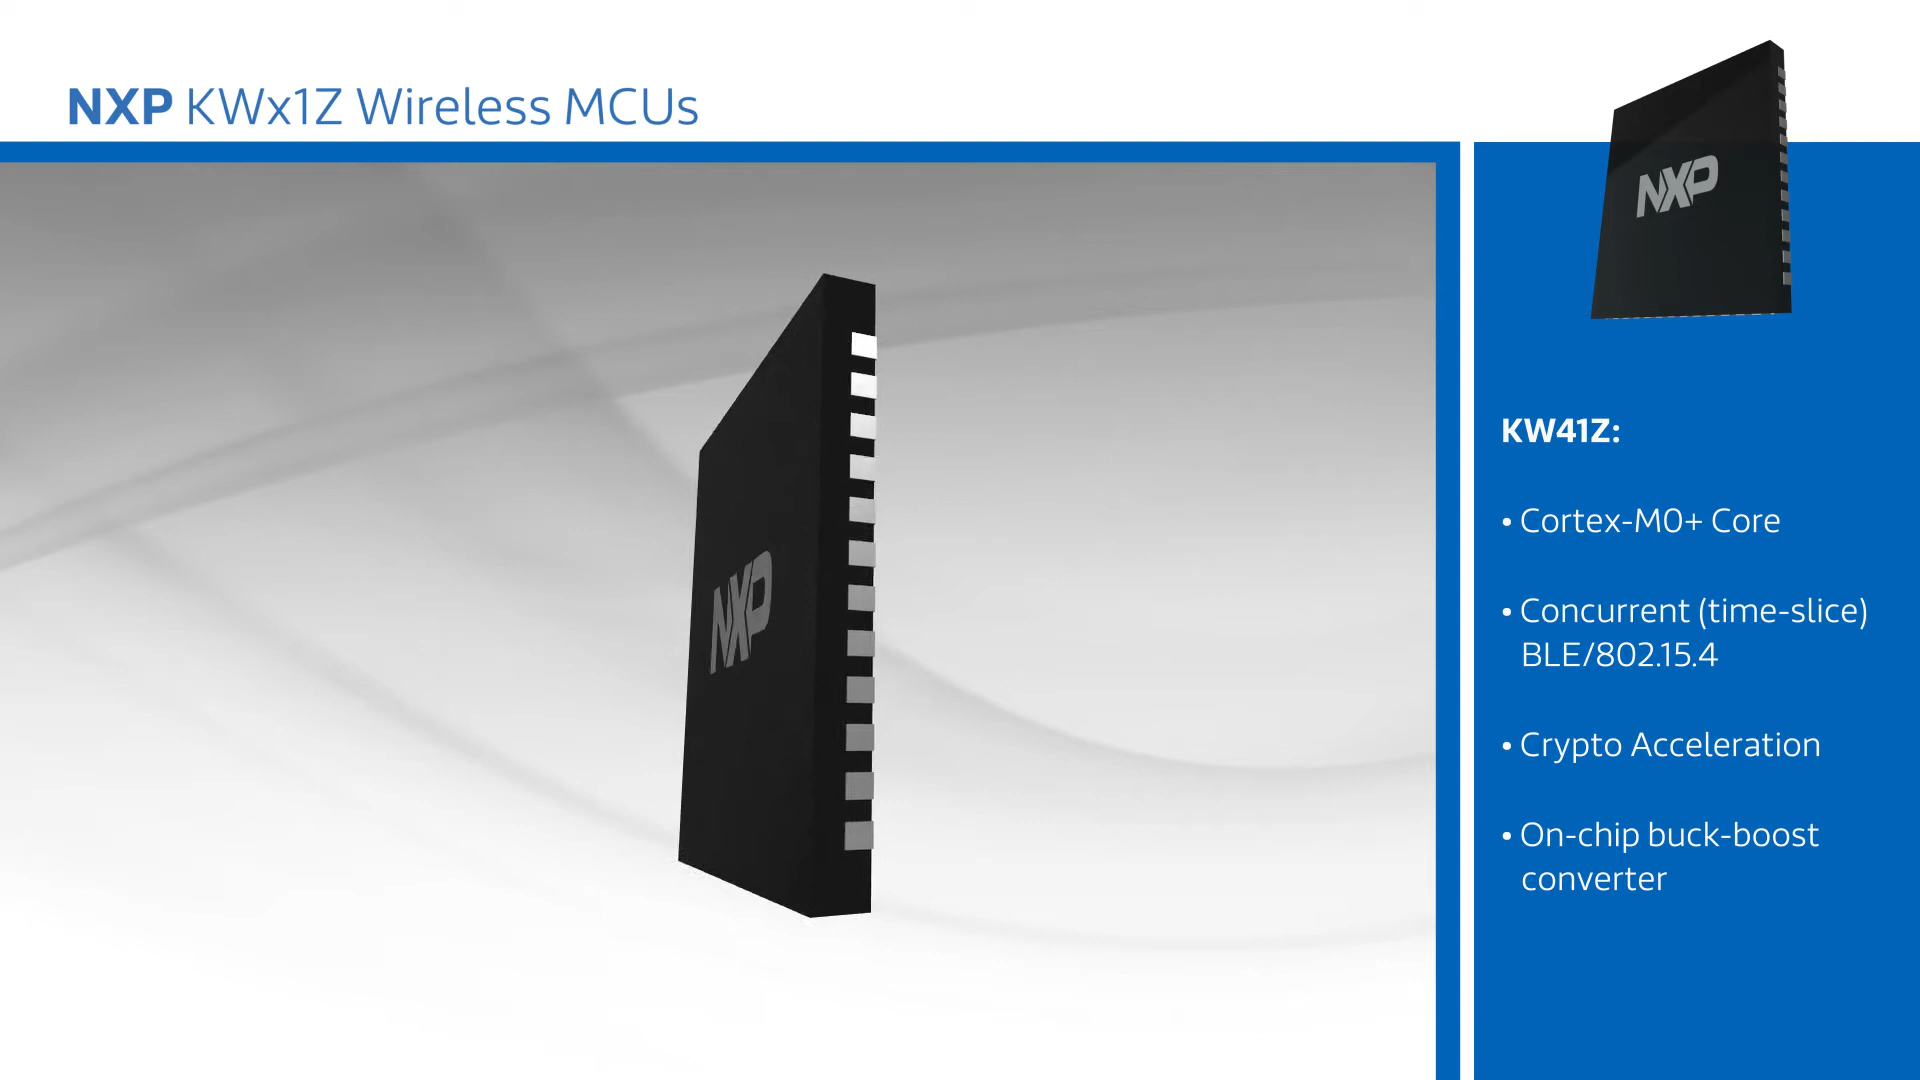 NXP KWx1Z Wireless MCUs
NXP
NXP
KW41Z:
• Cortex-M0+ Core
• Concurrent (time-slice)
BLE/802.15.4
• Crypto Acceleration
• On-chip buck-boost
converter